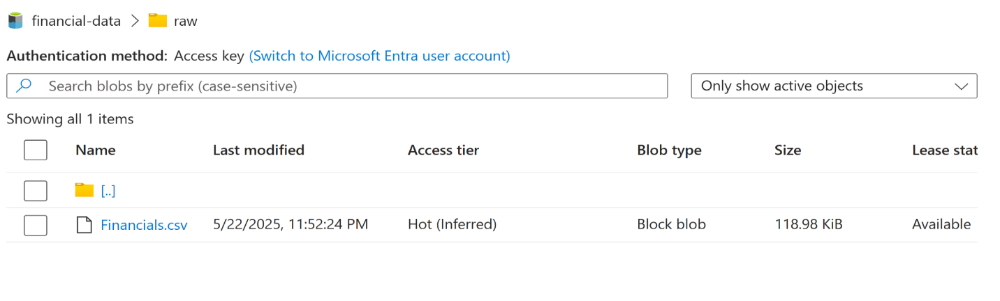 financial-data > raw
Authentication method: Access key (Switch to Microsoft Entra user account)
Search blobs by prefix (case-sensitive) Only show active objects
Showing all 1 items
Name Last modified Access tier Blob type Size Lease stat
[..]
Financials.csv 5/22/2025, 11:52:24 PM Hot (Inferred) Block blob 118.98 KiB Available